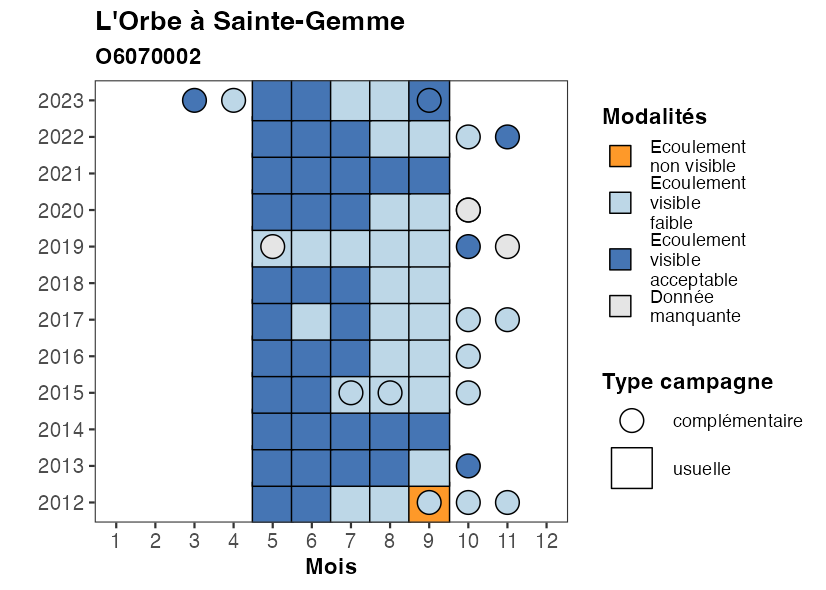 L'Orbe à Sainte-Gemme
O6070002
2023
2022
2021
2020
2019
2018
2017
2016
2015
2014
2013
2012
1 2 3 4 5 6 7 8 9 10 11 12
Mois
Modalités
Ecoulement
non visible
Ecoulement
visible
faible
Ecoulement
visible
acceptable
Donnée
manquante
Type campagne
complémentaire
usuelle